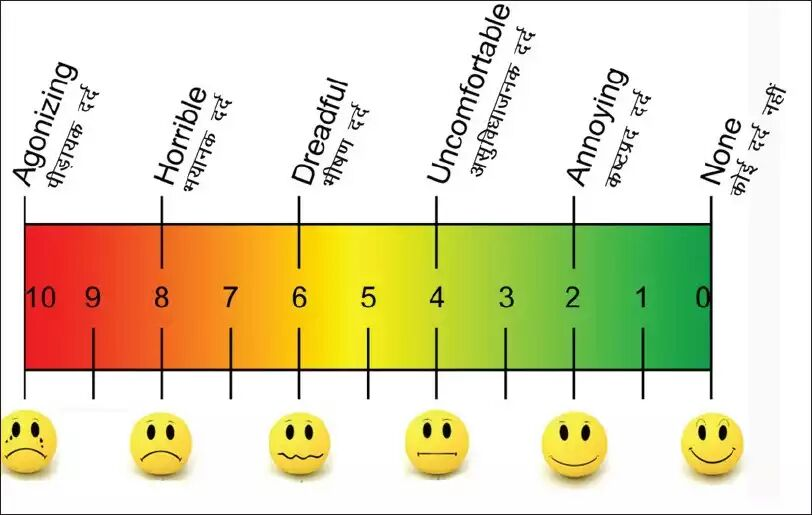 Agonizing
पीड़ायक दर्द
Horrible
भयानक दर्द
Dreadful
भीषण दर्द
Uncomfortable
असुविधाजनक दर्द
Annoying
कष्टप्रद दर्द
None
कोई दर्द नहीं
10 9 8 7 6 5 4 3 2 1 0